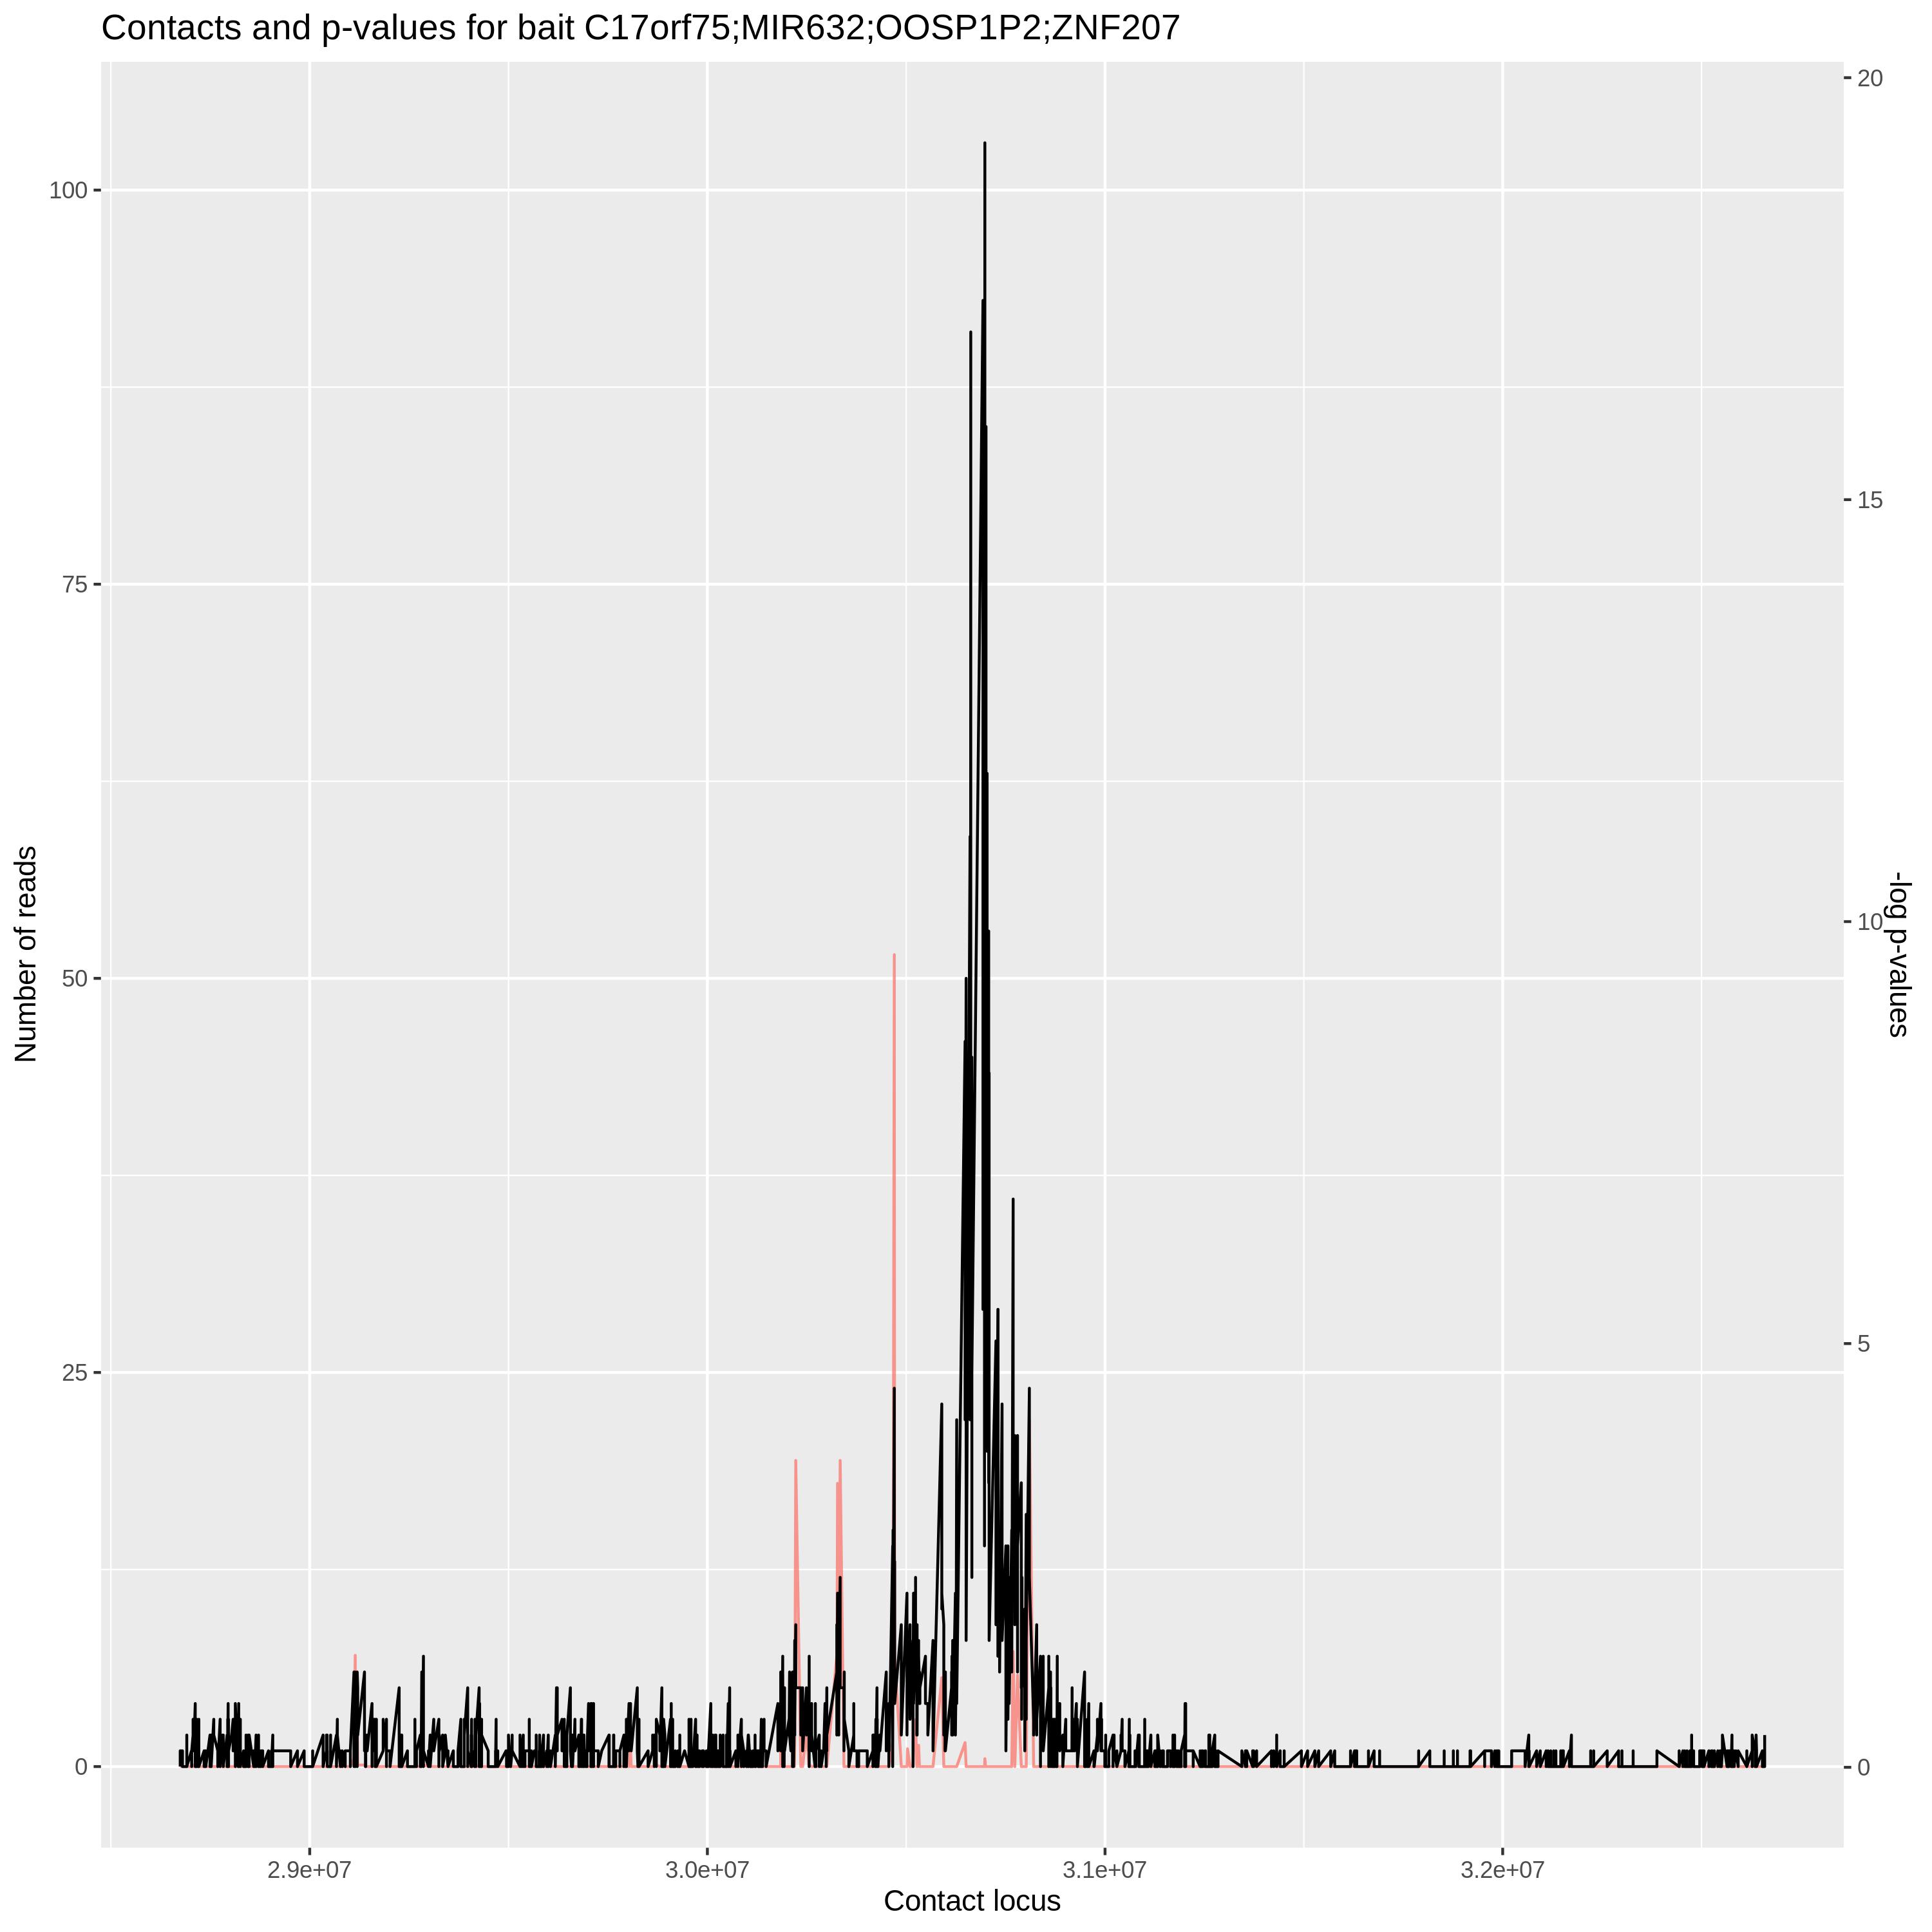 Contacts and p-values for bait C17orf75;MIR632;OOSP1P2;ZNF207
Number of reads
100
75
50
25
0
20
15
10
5
0
-log p-values
2.9e+07 3.0e+07 3.1e+07 3.2e+07
Contact locus